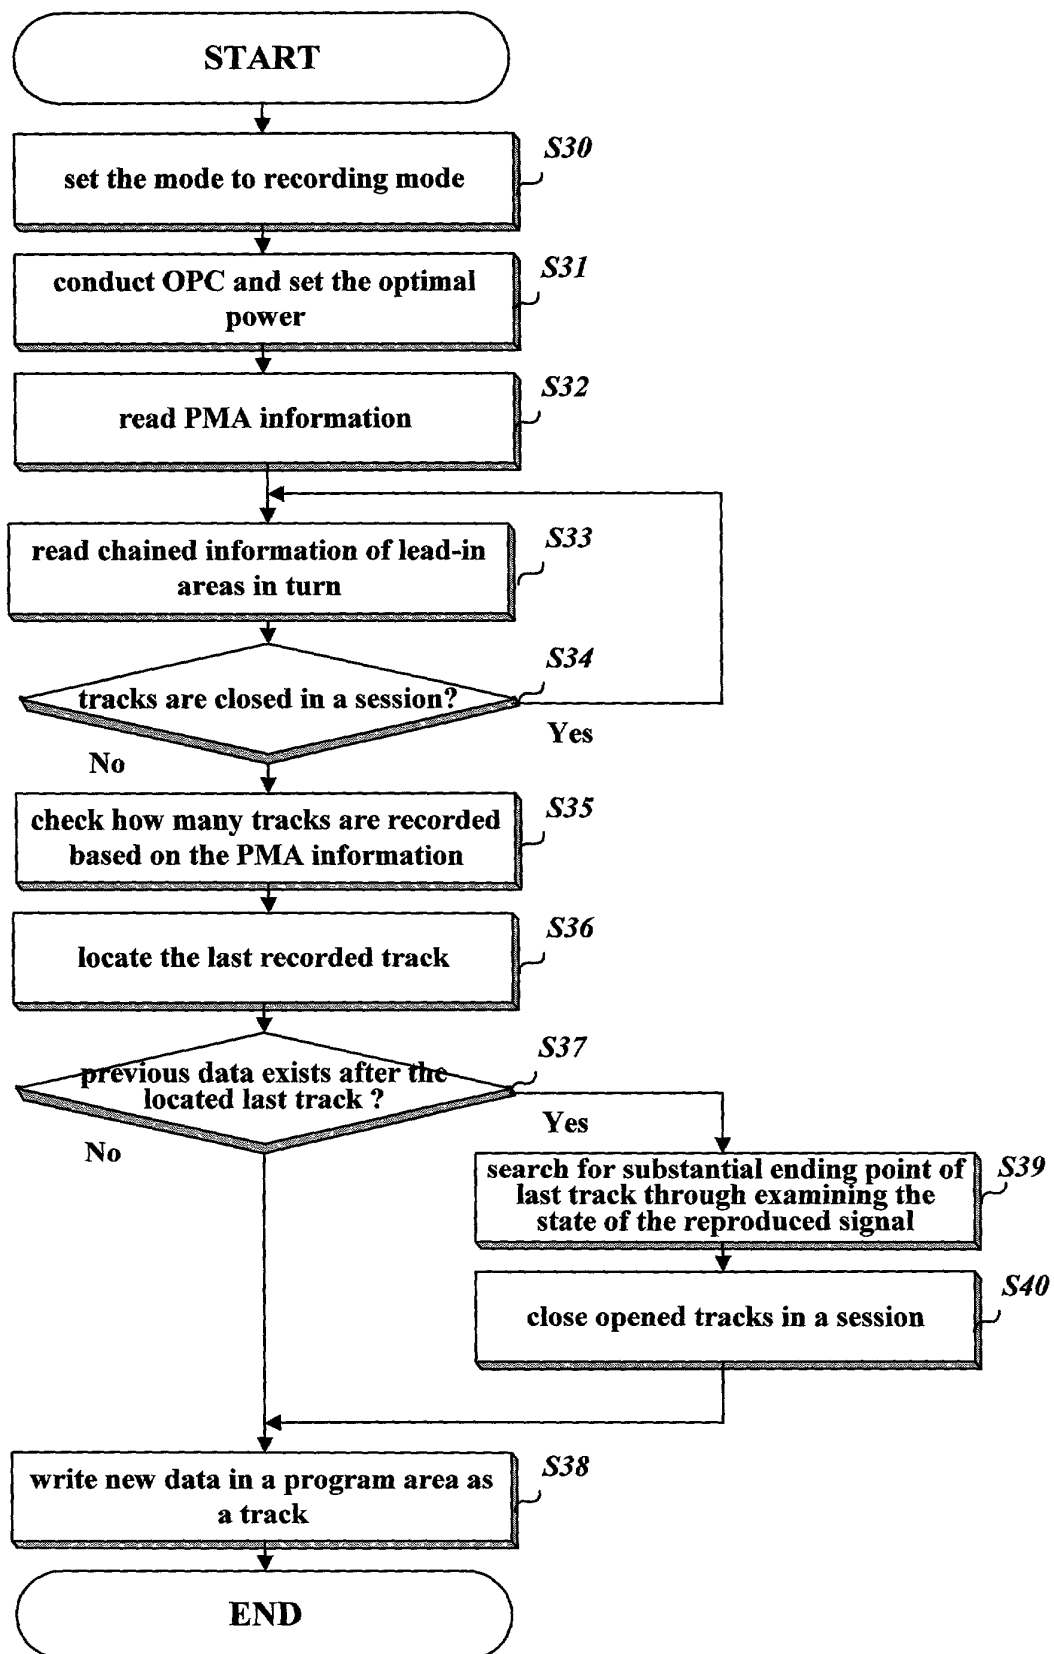 START
S30
set the mode to recording mode
S31
conduct OPC and set the optimal
power
S32
read PMA information
S33
read chained information of lead-in
areas in turn
S34
tracks are closed in a session?
Yes
No
S35
check how many tracks are recorded
based on the PMA information
S36
locate the last recorded track
S37
previous data exists after the
located last track ?
Yes
No
S39
search for substantial ending point of
last track through examining the
state of the reproduced signal
S40
close opened tracks in a session
S38
write new data in a program area as
a track
END